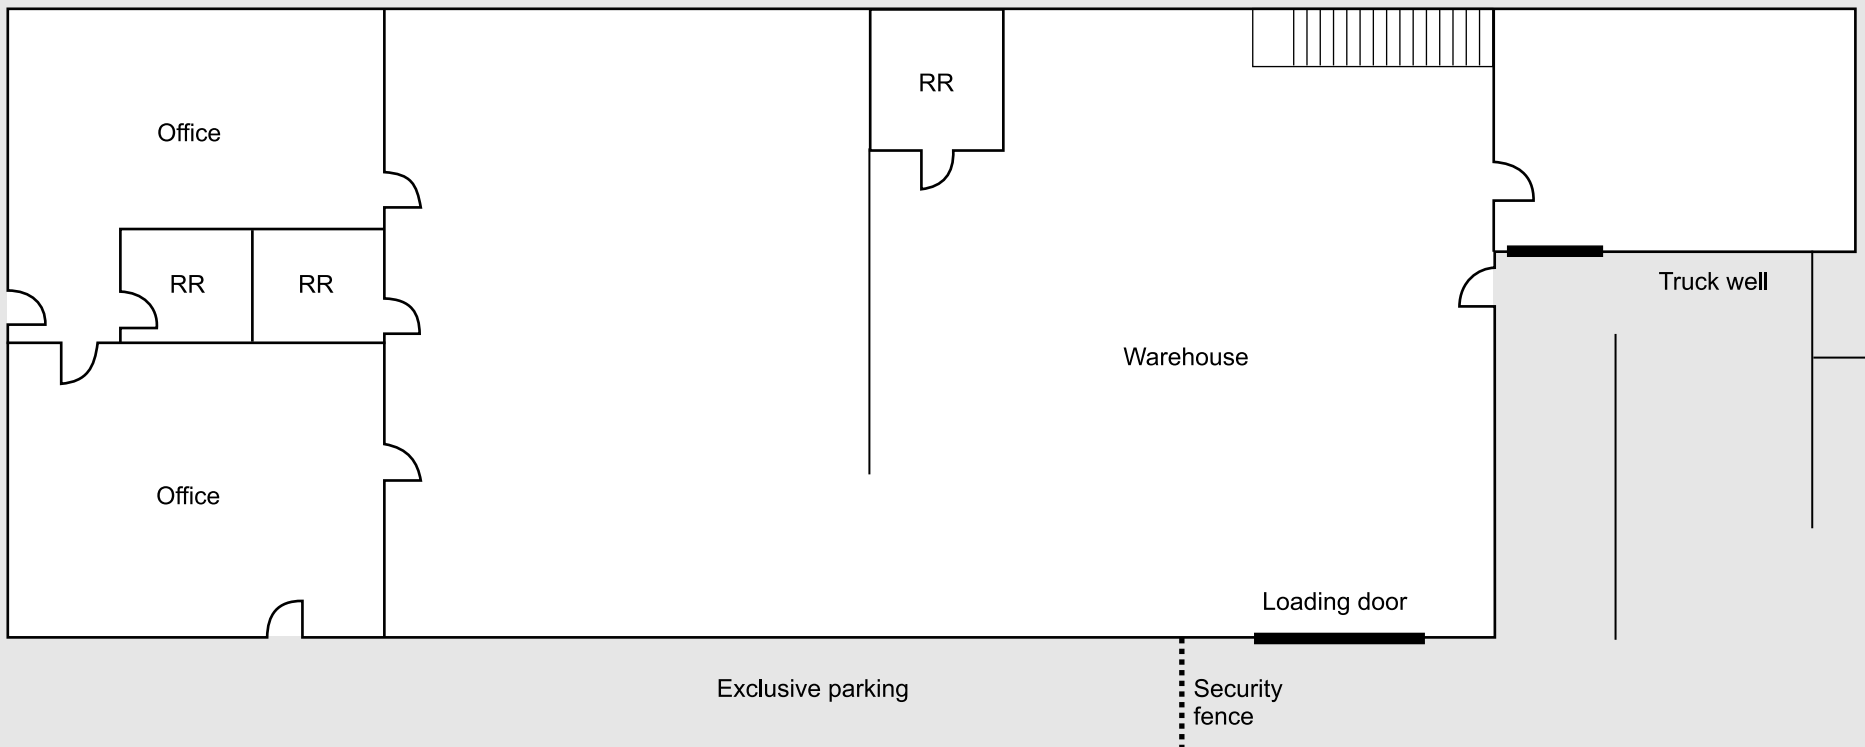 RR
Office
RR
RR
Truck well
Warehouse
Office
Loading door
Exclusive parking
Security
fence